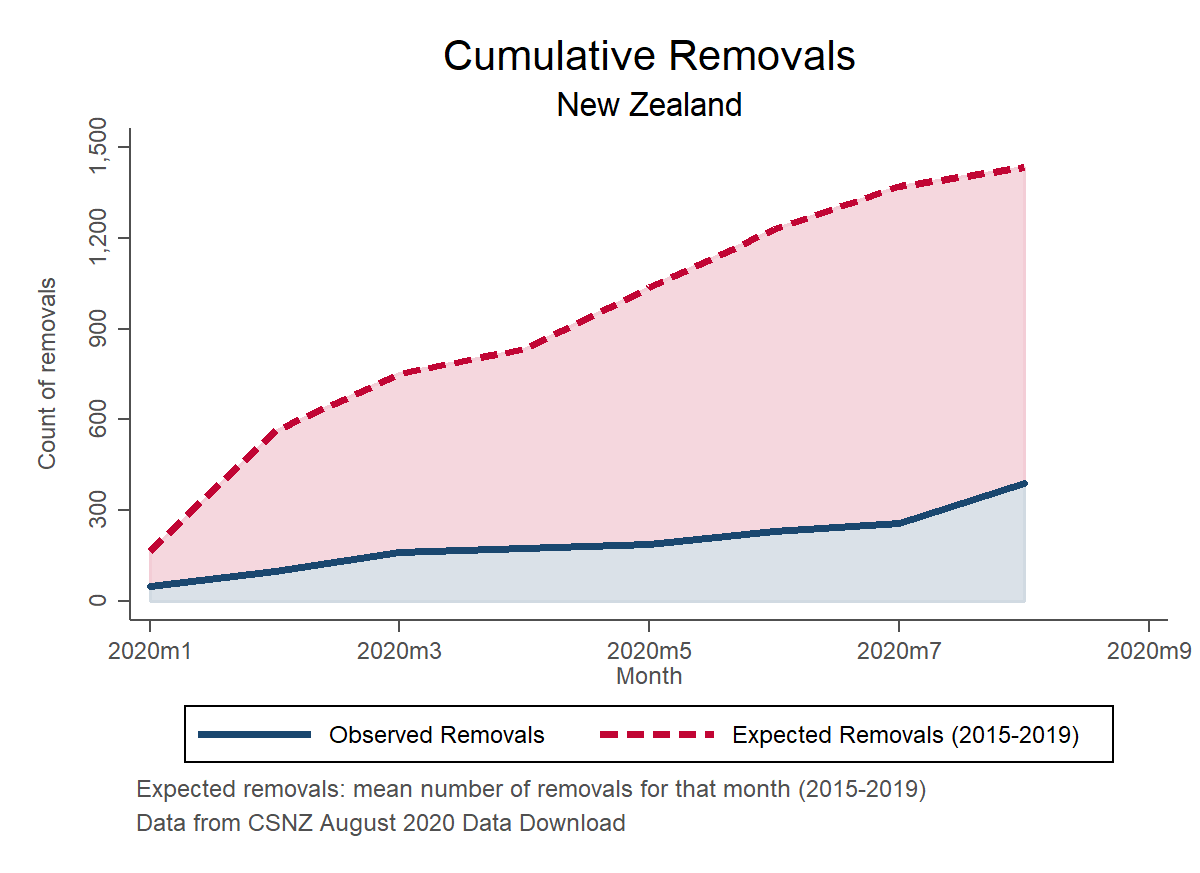 Cumulative Removals
New Zealand
Count of removals
1,500
1,200
900
600
300
0
2020m1 2020m3 2020m5 2020m7 2020m9
Month
Observed Removals Expected Removals (2015-2019)
Expected removals: mean number of removals for that month (2015-2019)
Data from CSNZ August 2020 Data Download